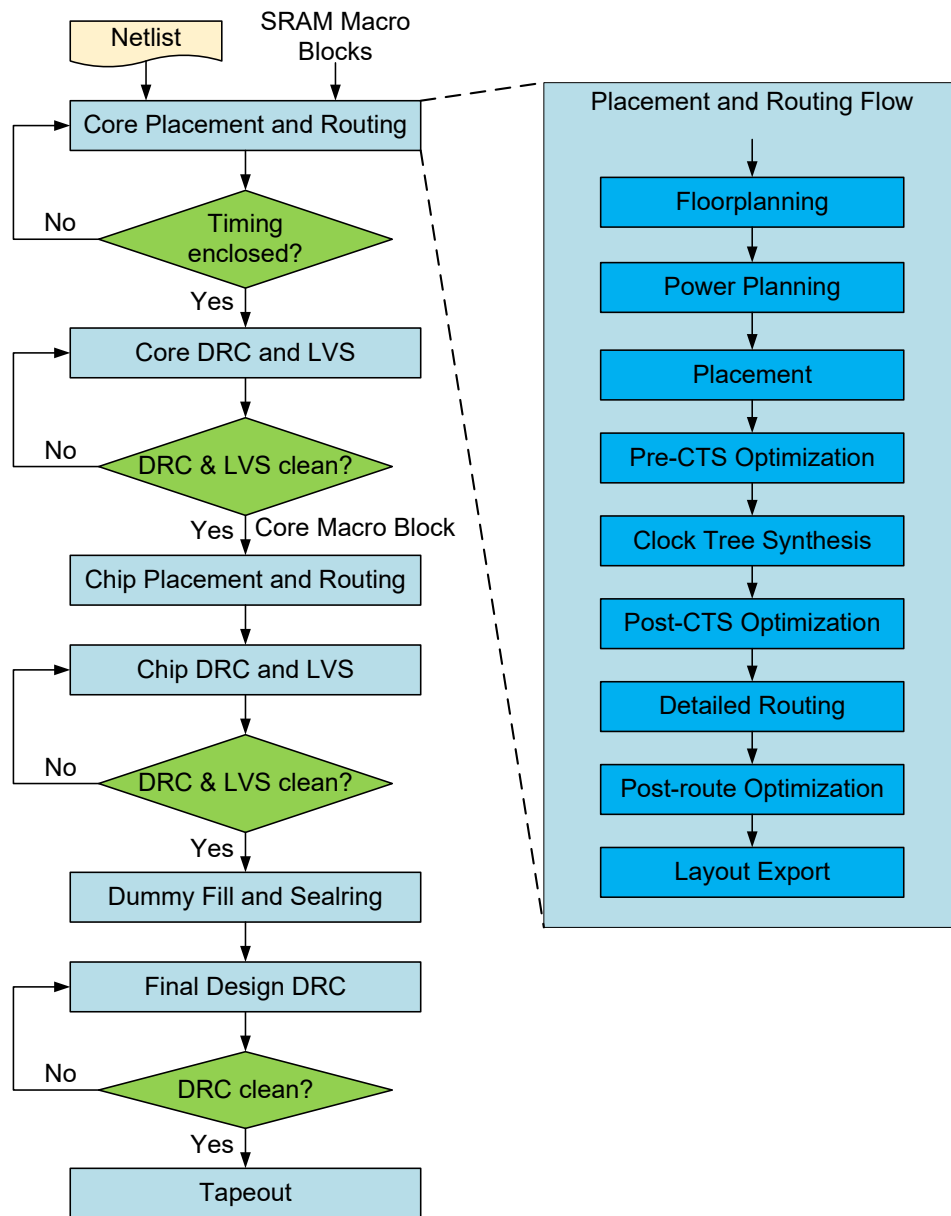 Netlist
SRAM Macro
Blocks
Core Placement and Routing
No
Timing
enclosed?
Yes
Core DRC and LVS
No
DRC & LVS clean?
Yes
Core Macro Block
Chip Placement and Routing
Chip DRC and LVS
No
DRC & LVS clean?
Yes
Dummy Fill and Sealring
Final Design DRC
No
DRC clean?
Yes
Tapeout
Placement and Routing Flow
Floorplanning
Power Planning
Placement
Pre-CTS Optimization
Clock Tree Synthesis
Post-CTS Optimization
Detailed Routing
Post-route Optimization
Layout Export